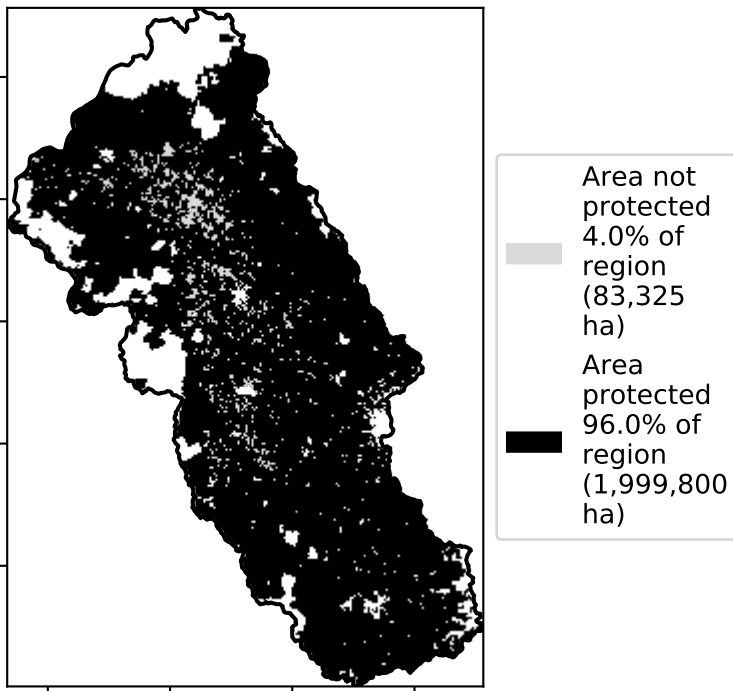 Area not
protected
4.0% of
region
(83,325
ha)
Area
protected
96.0% of
region
(1,999,800
ha)